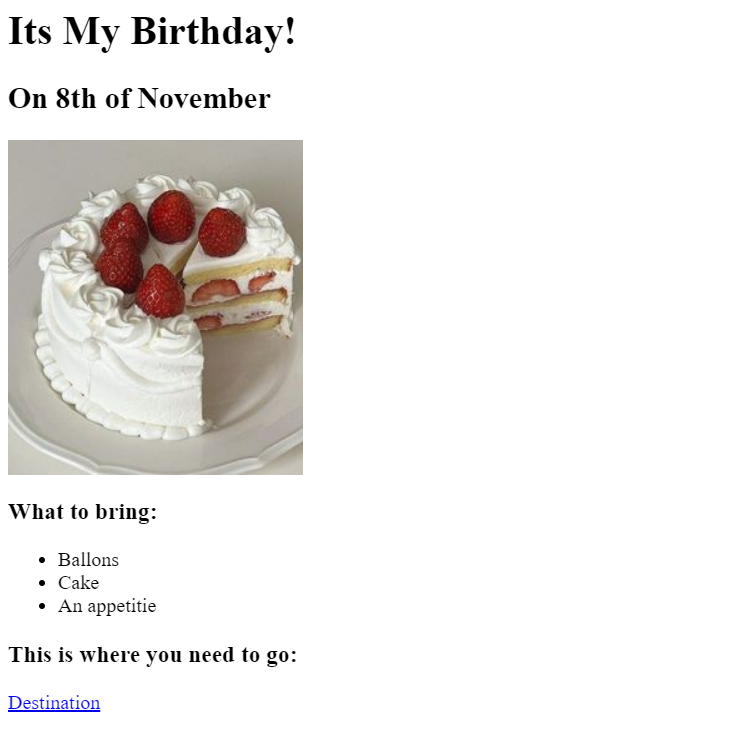 Its My Birthday!
On 8th of November
What to bring:
Ballons
Cake
An appetitie
This is where you need to go:
Destination